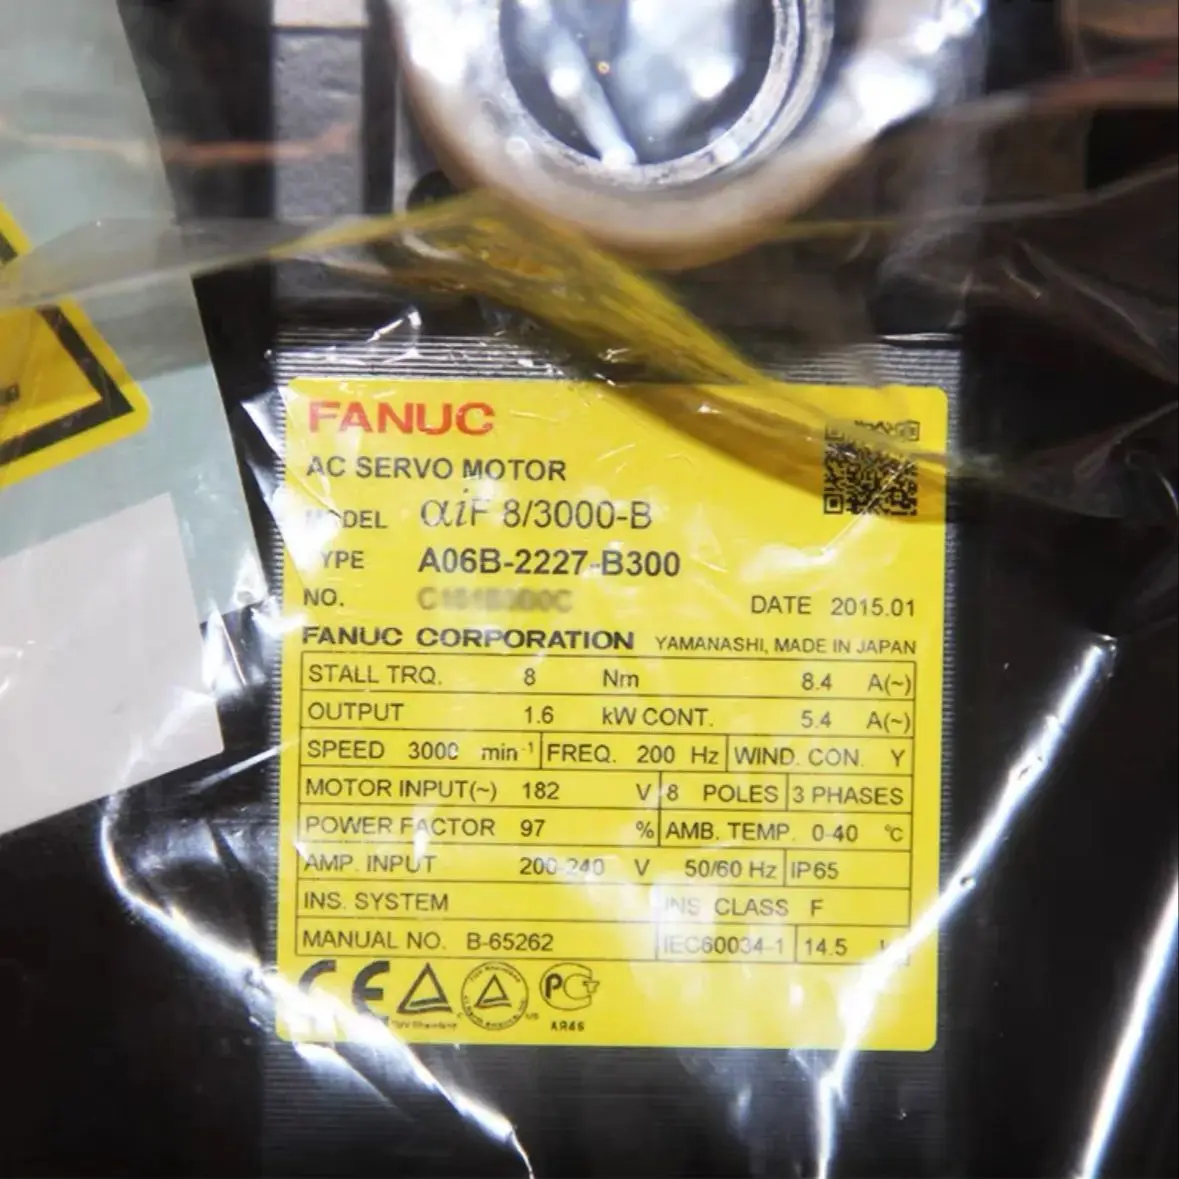 FANUC
AC SERVO MOTOR
MODEL αiF 8/3000-B
TYPE A06B-2227-B300
NO.
DATE 2015.01
FANUC CORPORATION YAMANASHI, MADE IN JAPAN
STALL TRQ. 8 Nm 8.4 A(~)
OUTPUT 1.6 kW CONT. 5.4 A(~)
SPEED 3000 min⁻¹ FREQ. 200 Hz WIND. CON. Y
MOTOR INPUT(~) 182 V 8 POLES 3 PHASES
POWER FACTOR 97 % AMB. TEMP. 0-40 °C
AMP. INPUT 200-240 V 50/60 Hz IP65
INS. SYSTEM INS. CLASS F
MANUAL NO. B-65262 IEC60034-1 14.5
CE